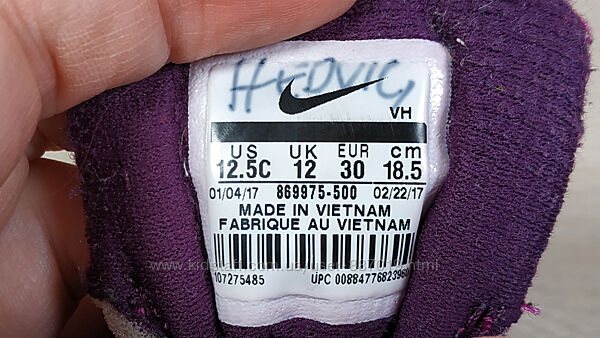 HEDVIG
VH
US UK EUR cm
12.5C 12 30 18.5
01/04/17 869975-500 02/22/17
MADE IN VIETNAM
FABRIQUE AU VIETNAM
107275485 UPC